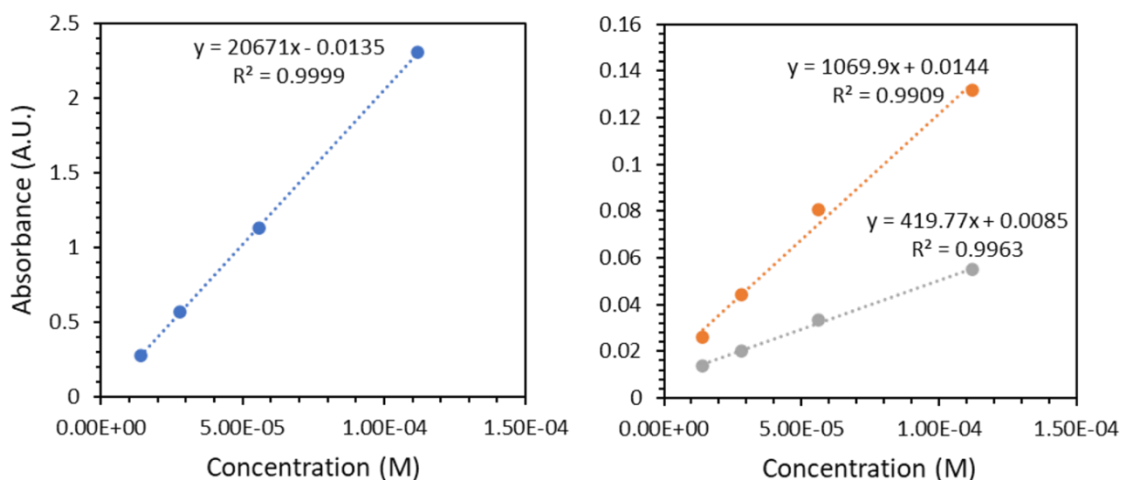 Absorbance (A.U.)
2.5
2
1.5
1
0.5
0
y = 20671x - 0.0135
R² = 0.9999
0.00E+00 5.00E-05 1.00E-04 1.50E-04
Concentration (M)
0.16
0.14
0.12
0.1
0.08
0.06
0.04
0.02
0
y = 1069.9x + 0.0144
R² = 0.9909
y = 419.77x + 0.0085
R² = 0.9963
0.00E+00 5.00E-05 1.00E-04 1.50E-04
Concentration (M)